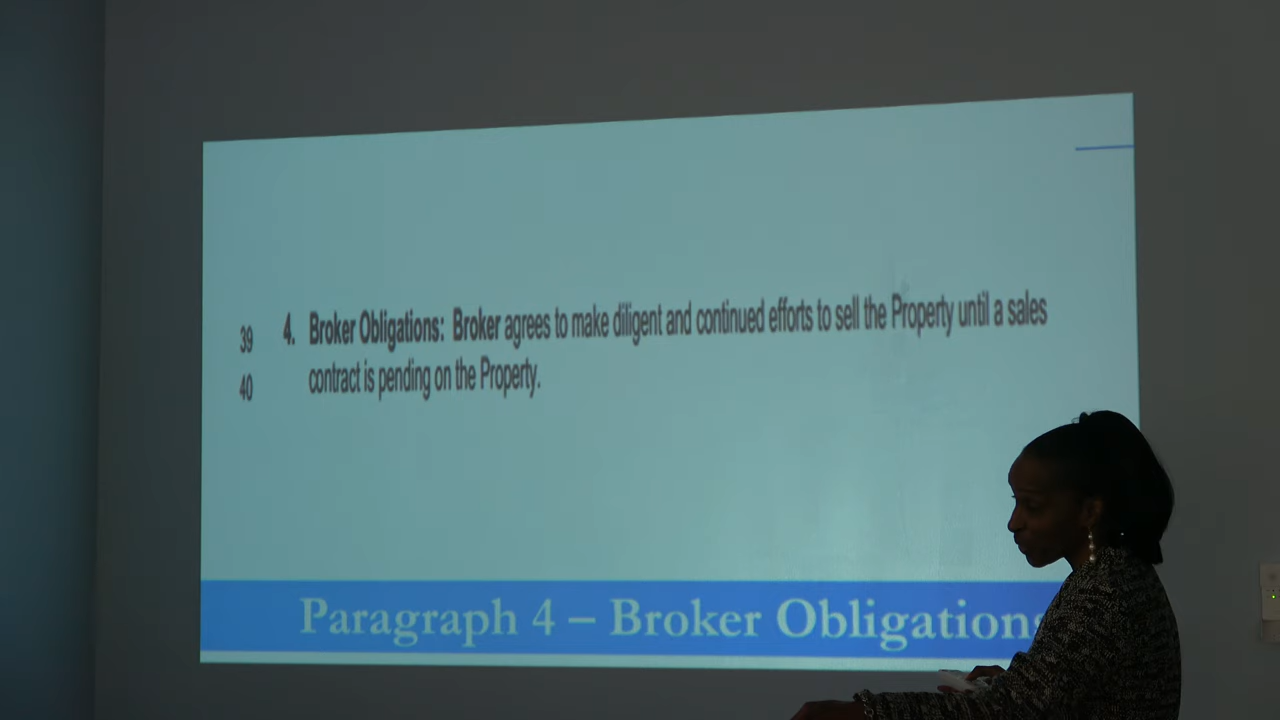 39 4. Broker Obligations: Broker agrees to make diligent and continued efforts to sell the Property until a sales
40 contract is pending on the Property.
Paragraph 4 – Broker Obligations